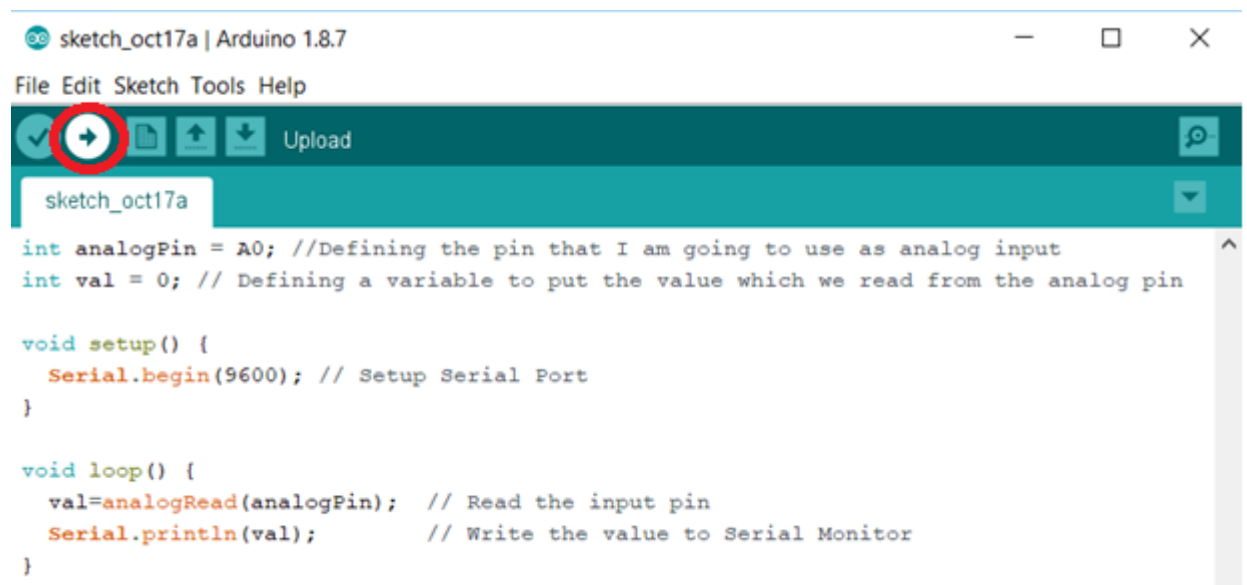 sketch_oct17a | Arduino 1.8.7
File Edit Sketch Tools Help
Upload
sketch_oct17a
int analogPin = A0; //Defining the pin that I am going to use as analog input
int val = 0; // Defining a variable to put the value which we read from the analog pin
void setup() {
  Serial.begin(9600); // Setup Serial Port
}
void loop() {
  val=analogRead(analogPin);  // Read the input pin
  Serial.println(val);        // Write the value to Serial Monitor
}